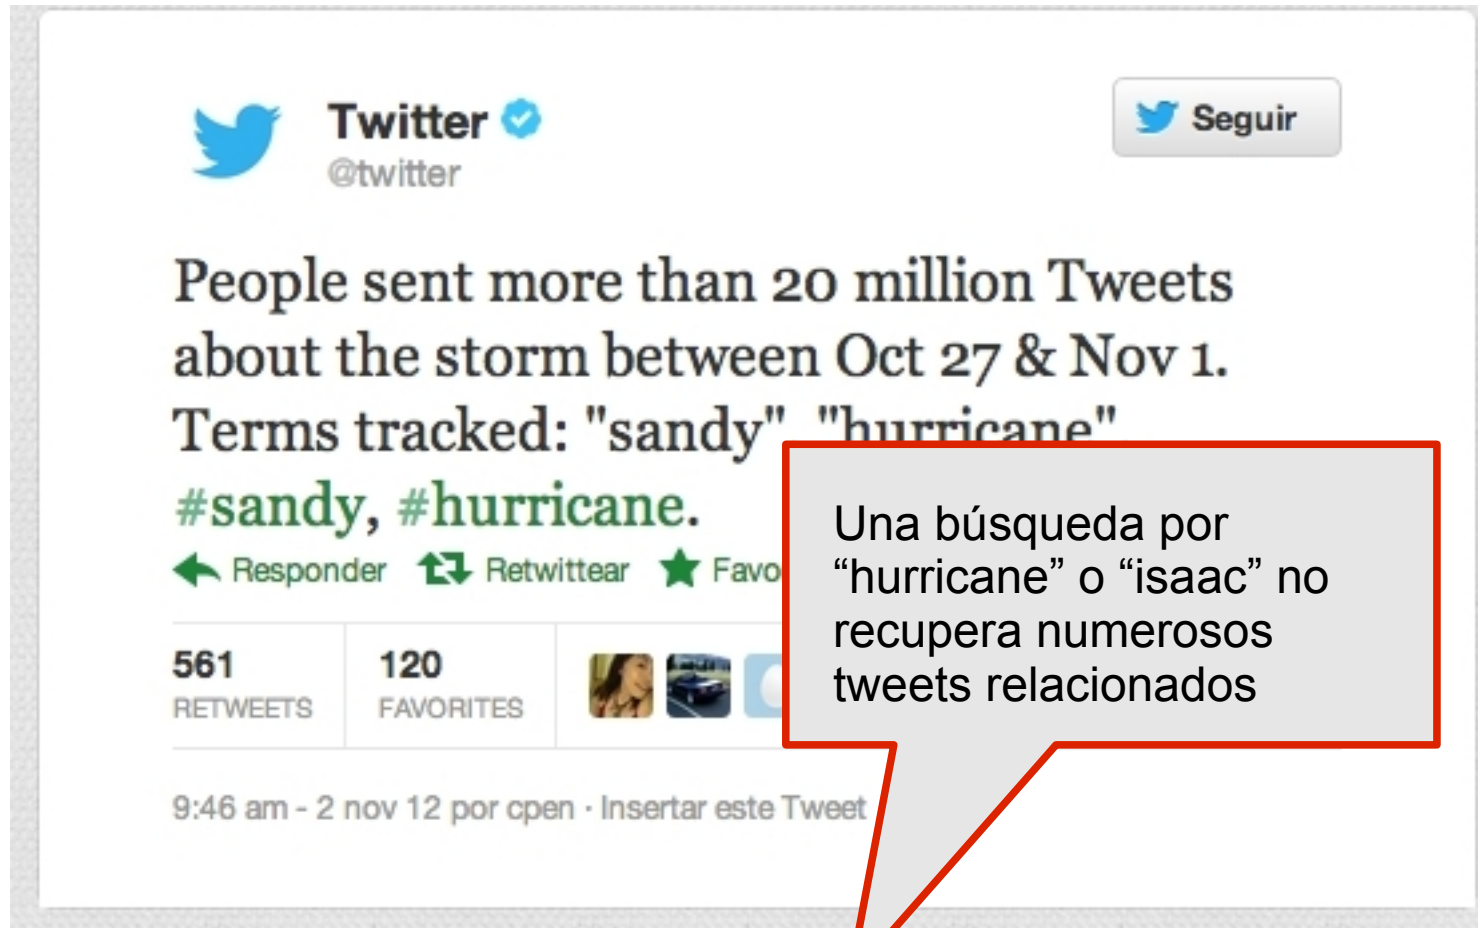 Twitter
@twitter
Seguir
People sent more than 20 million Tweets
about the storm between Oct 27 & Nov 1.
Terms tracked: "sandy", "hurricane"
#sandy, #hurricane.
Responder Retwittear Favo
Una búsqueda por
“hurricane” o “isaac” no
recupera numerosos
tweets relacionados
561 120
RETWEETS FAVORITES
9:46 am - 2 nov 12 por cpen · Insertar este Tweet